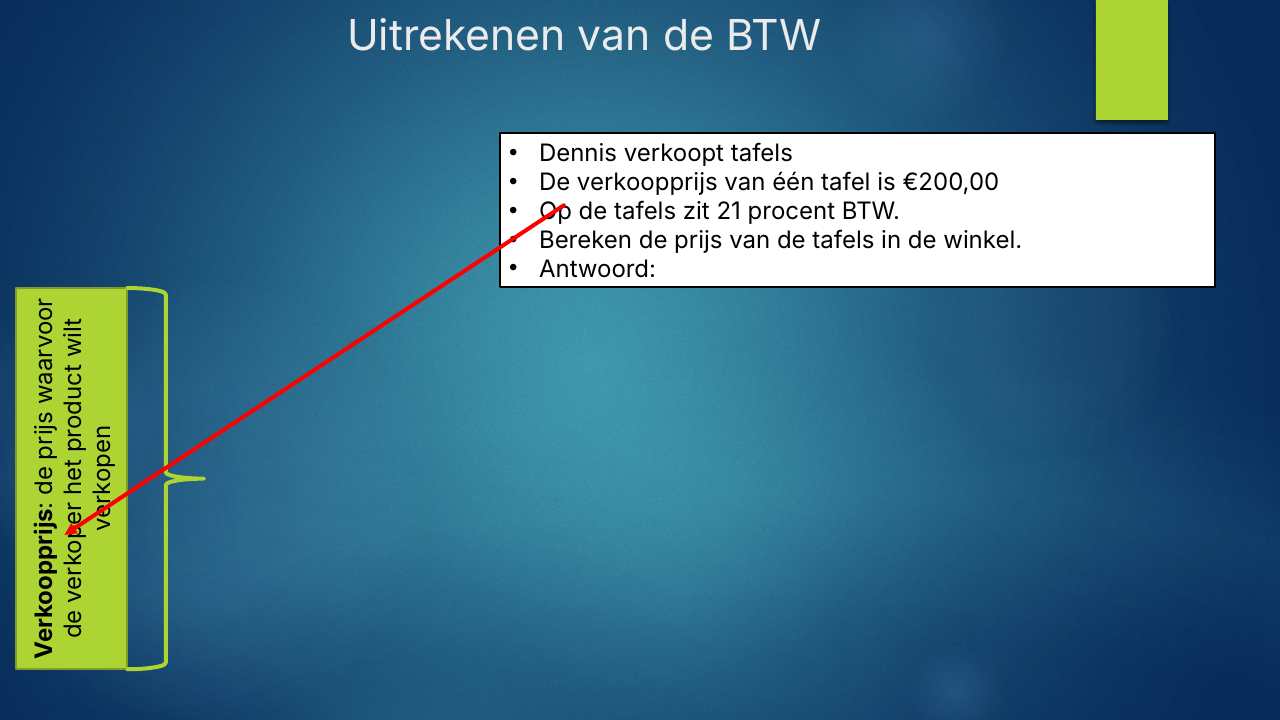 Uitrekenen van de BTW
• Dennis verkoopt tafels
• De verkoopprijs van één tafel is €200,00
• Op de tafels zit 21 procent BTW.
• Bereken de prijs van de tafels in de winkel.
• Antwoord:
Verkoopprijs: de prijs waarvoor
de verkoper het product wilt
verkopen